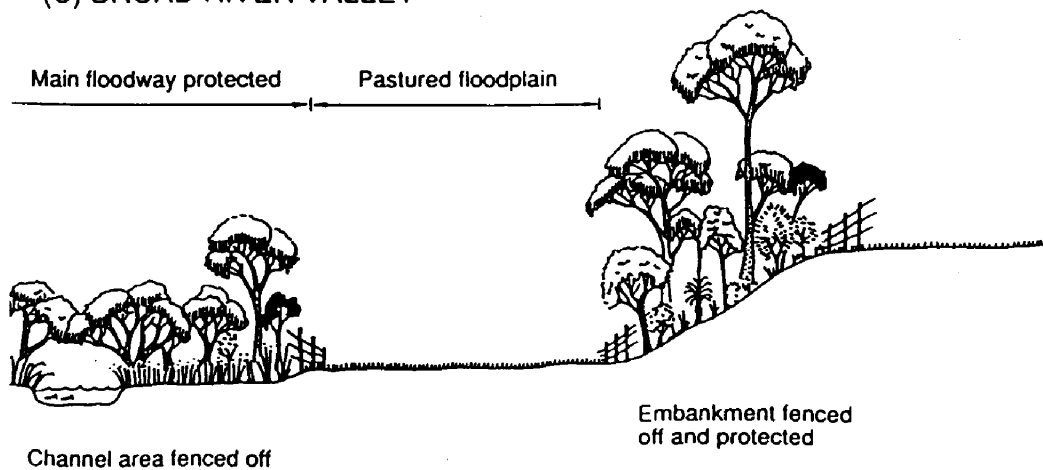 Main floodway protected
Pastured floodplain
Embankment fenced
off and protected
Channel area fenced off